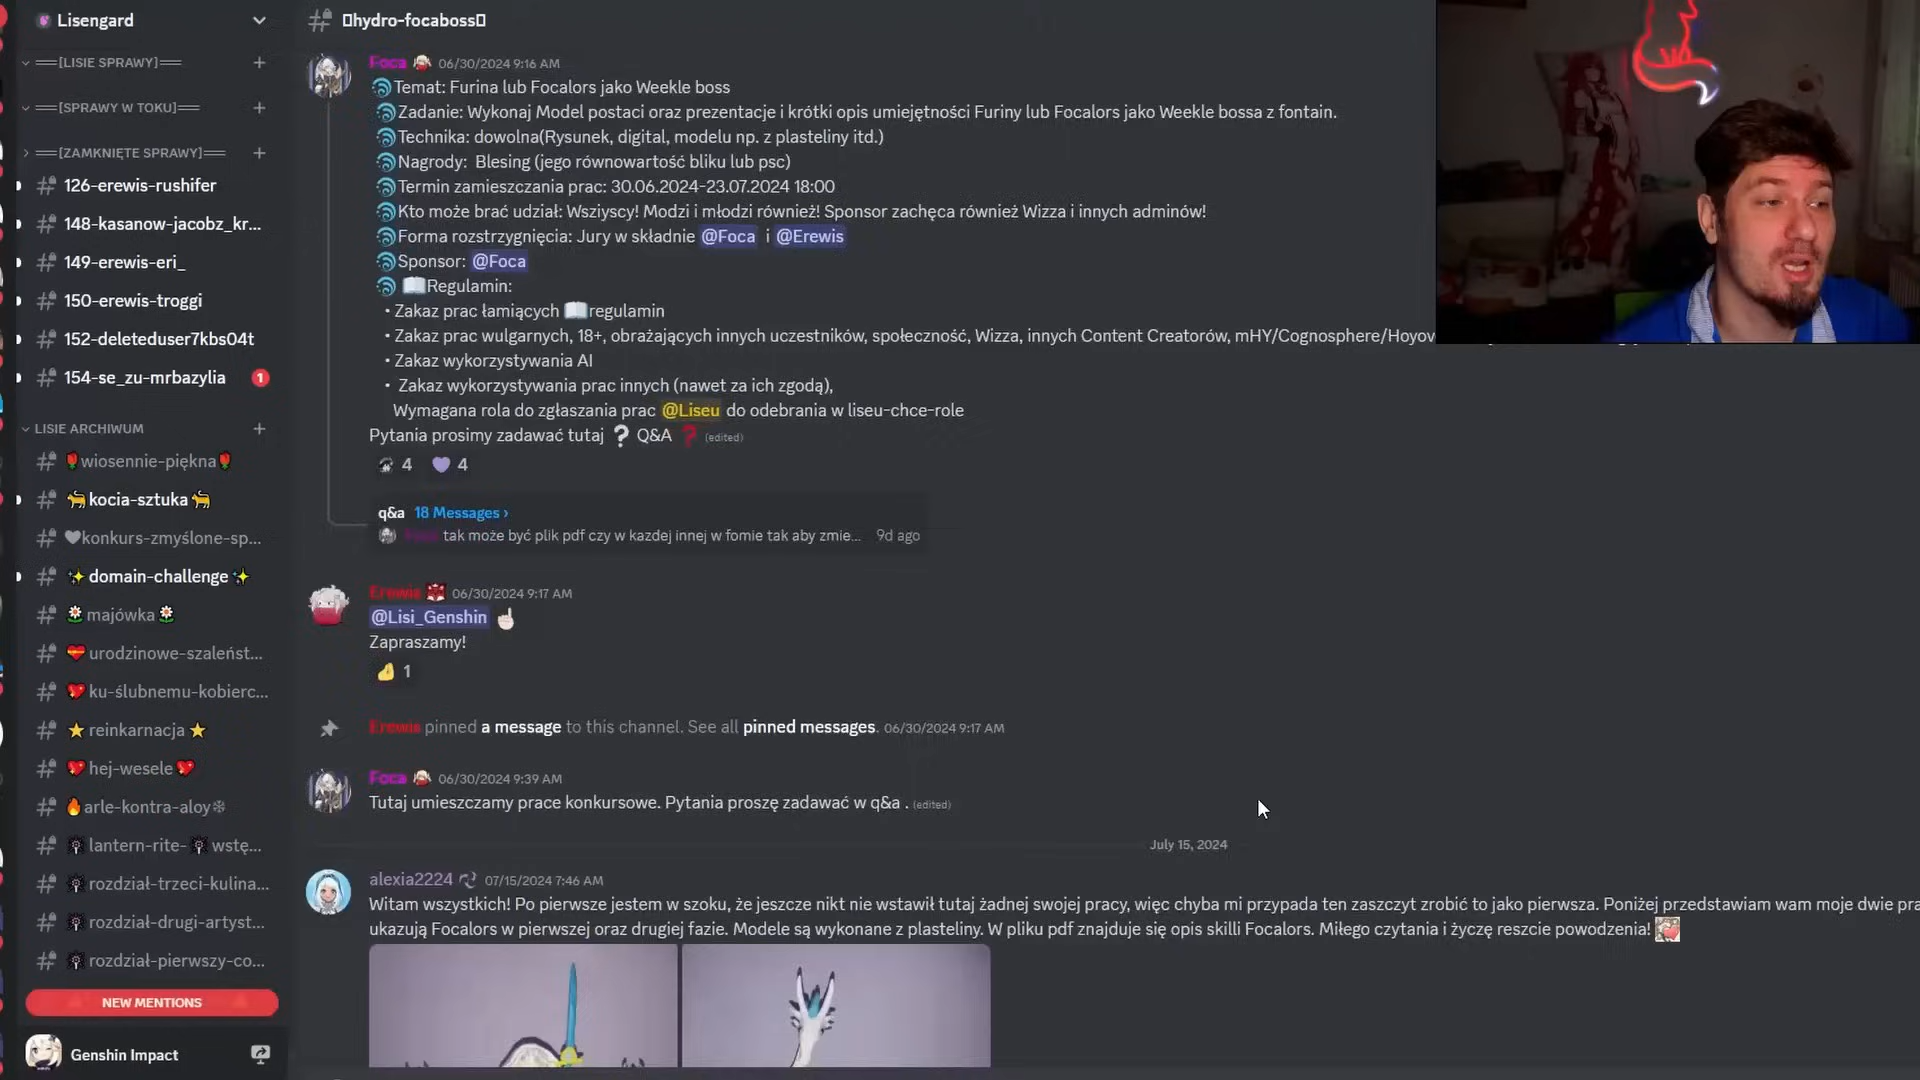 Lisengard
══[LISIE SPRAWY]══
══[SPRAWY W TOKU]══
══[ZAMKNIĘTE SPRAWY]══
126-erewis-rushifer
148-kasanow-jacobz_kr...
149-erewis-eri_
150-erewis-troggi
152-deleteduser7kbs04t
154-se_zu-mrbazylia 1
LISIE ARCHIWUM
🌹wiosennie-piękna🌹
🐈kocia-sztuka🐈
🖤konkurs-zmyślone-sp...
✨domain-challenge✨
🌼majówka🌼
💝urodzinowe-szaleńst...
💖ku-ślubnemu-kobierc...
⭐reinkarnacja⭐
💖hej-wesele💖
🔥arle-kontra-aloy❄
lantern-rite- wstę...
rozdział-trzeci-kulina...
rozdział-drugi-artyst...
rozdział-pierwszy-co...
NEW MENTIONS
Genshin Impact
hydro-focaboss
Foca 06/30/2024 9:16 AM
Temat: Furina lub Focalors jako Weekle boss
Zadanie: Wykonaj Model postaci oraz prezentacje i krótki opis umiejętności Furiny lub Focalors jako Weekle bossa z fontain.
Technika: dowolna(Rysunek, digital, modelu np. z plasteliny itd.)
Nagrody: Blesing (jego równowartość bliku lub psc)
Termin zamieszczania prac: 30.06.2024-23.07.2024 18:00
Kto może brać udział: Wsziyscy! Modzi i młodzi również! Sponsor zachęca również Wizza i innych adminów!
Forma rozstrzygnięcia: Jury w składnie @Foca i @Erewis
Sponsor: @Foca
📖Regulamin:
• Zakaz prac łamiących 📖regulamin
• Zakaz prac wulgarnych, 18+, obrażających innych uczestników, społeczność, Wizza, innych Content Creatorów, mHY/Cognosphere/Hoyov
• Zakaz wykorzystywania AI
• Zakaz wykorzystywania prac innych (nawet za ich zgodą),
Wymagana rola do zgłaszania prac @Liseu do odebrania w liseu-chce-role
Pytania prosimy zadawać tutaj ❔ Q&A ❓ (edited)
4 💜 4
q&a 18 Messages ›
Foca tak może być plik pdf czy w kazdej innej w fomie tak aby zmie... 9d ago
Erewis 06/30/2024 9:17 AM
@Lisi_Genshin ☝
Zapraszamy!
1
Erewis pinned a message to this channel. See all pinned messages. 06/30/2024 9:17 AM
Foca 06/30/2024 9:39 AM
Tutaj umieszczamy prace konkursowe. Pytania proszę zadawać w q&a . (edited)
July 15, 2024
alexia2224 07/15/2024 7:46 AM
Witam wszystkich! Po pierwsze jestem w szoku, że jeszcze nikt nie wstawił tutaj żadnej swojej pracy, więc chyba mi przypada ten zaszczyt zrobić to jako pierwsza. Poniżej przedstawiam wam moje dwie pra
ukazują Focalors w pierwszej oraz drugiej fazie. Modele są wykonane z plasteliny. W pliku pdf znajduje się opis skilli Focalors. Miłego czytania i życzę reszcie powodzenia!